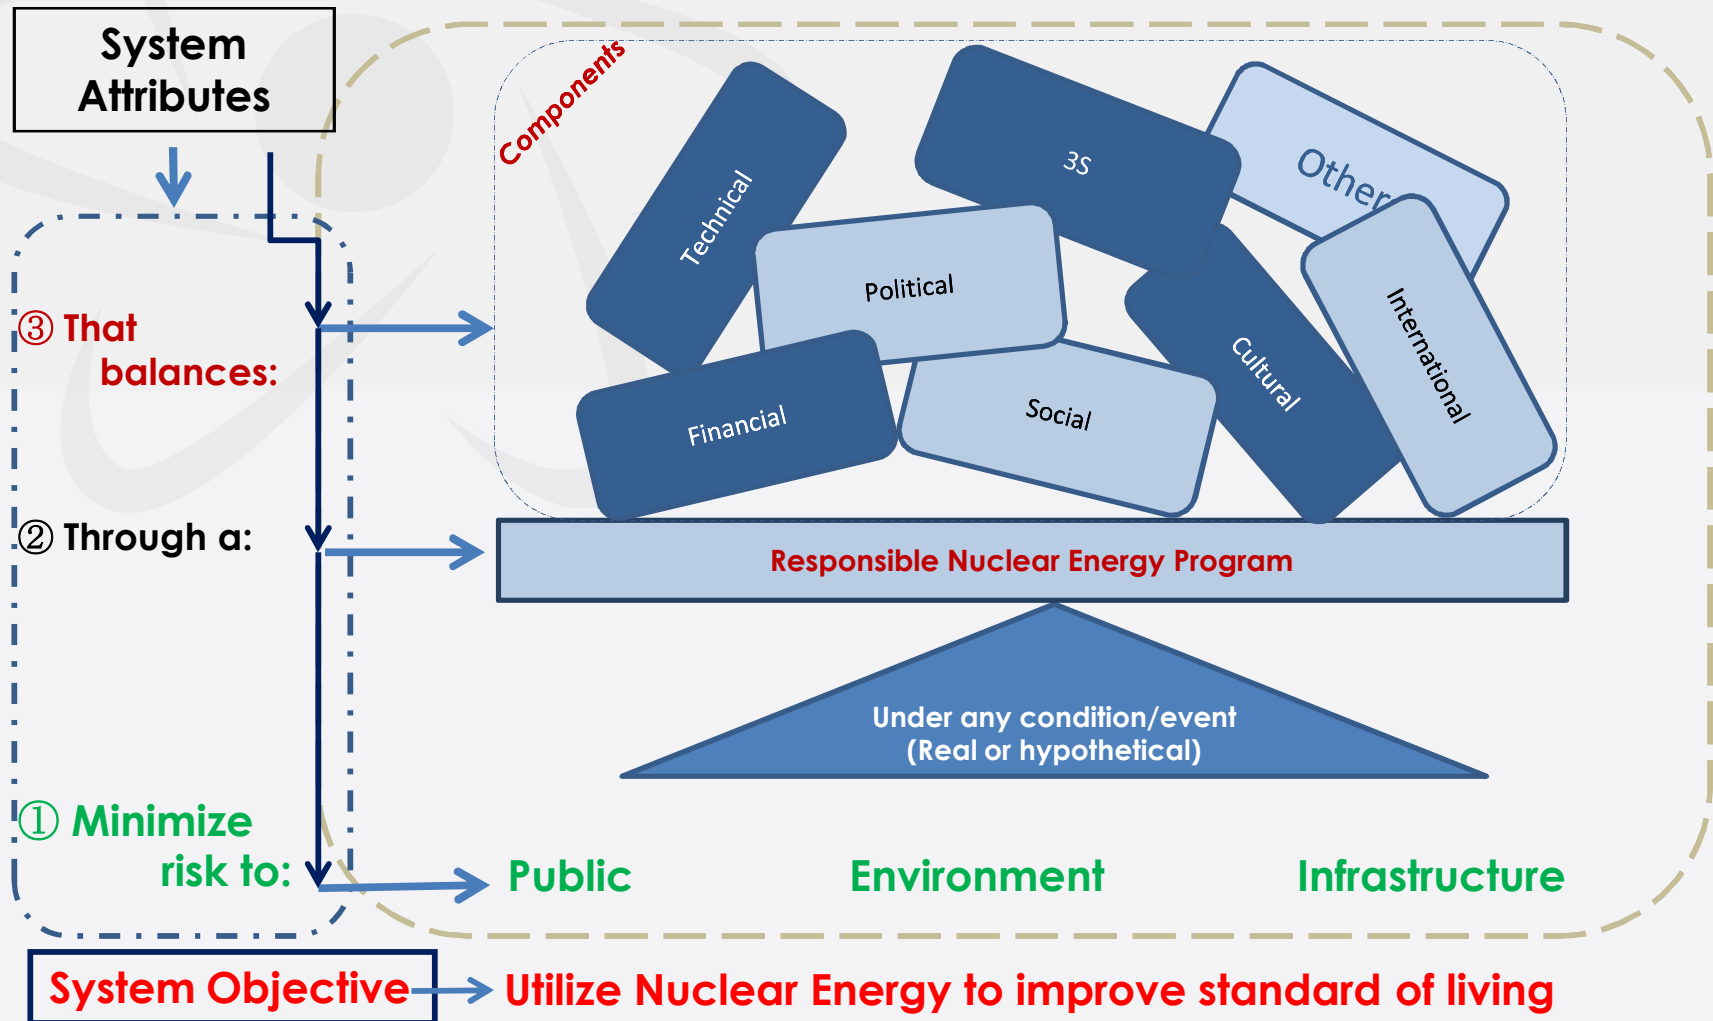 System
Attributes
Components
Technical
3S
Other
Political
International
Cultural
Financial
Social
③ That
balances:
② Through a:
Responsible Nuclear Energy Program
Under any condition/event
(Real or hypothetical)
① Minimize
risk to:
Public
Environment
Infrastructure
System Objective
Utilize Nuclear Energy to improve standard of living